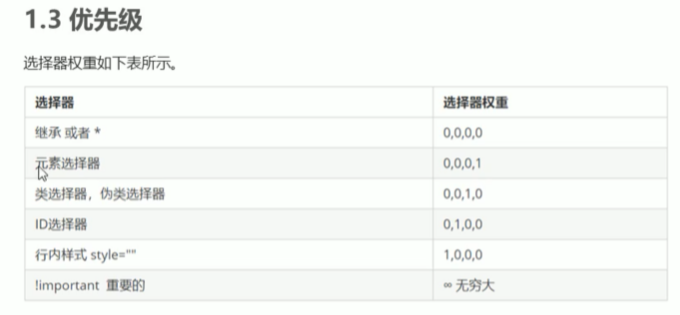 1.3 优先级
选择器权重如下表所示。
选择器 选择器权重
继承 或者 * 0,0,0,0
元素选择器 0,0,0,1
类选择器，伪类选择器 0,0,1,0
ID选择器 0,1,0,0
行内样式 style="" 1,0,0,0
!important 重要的 ∞ 无穷大